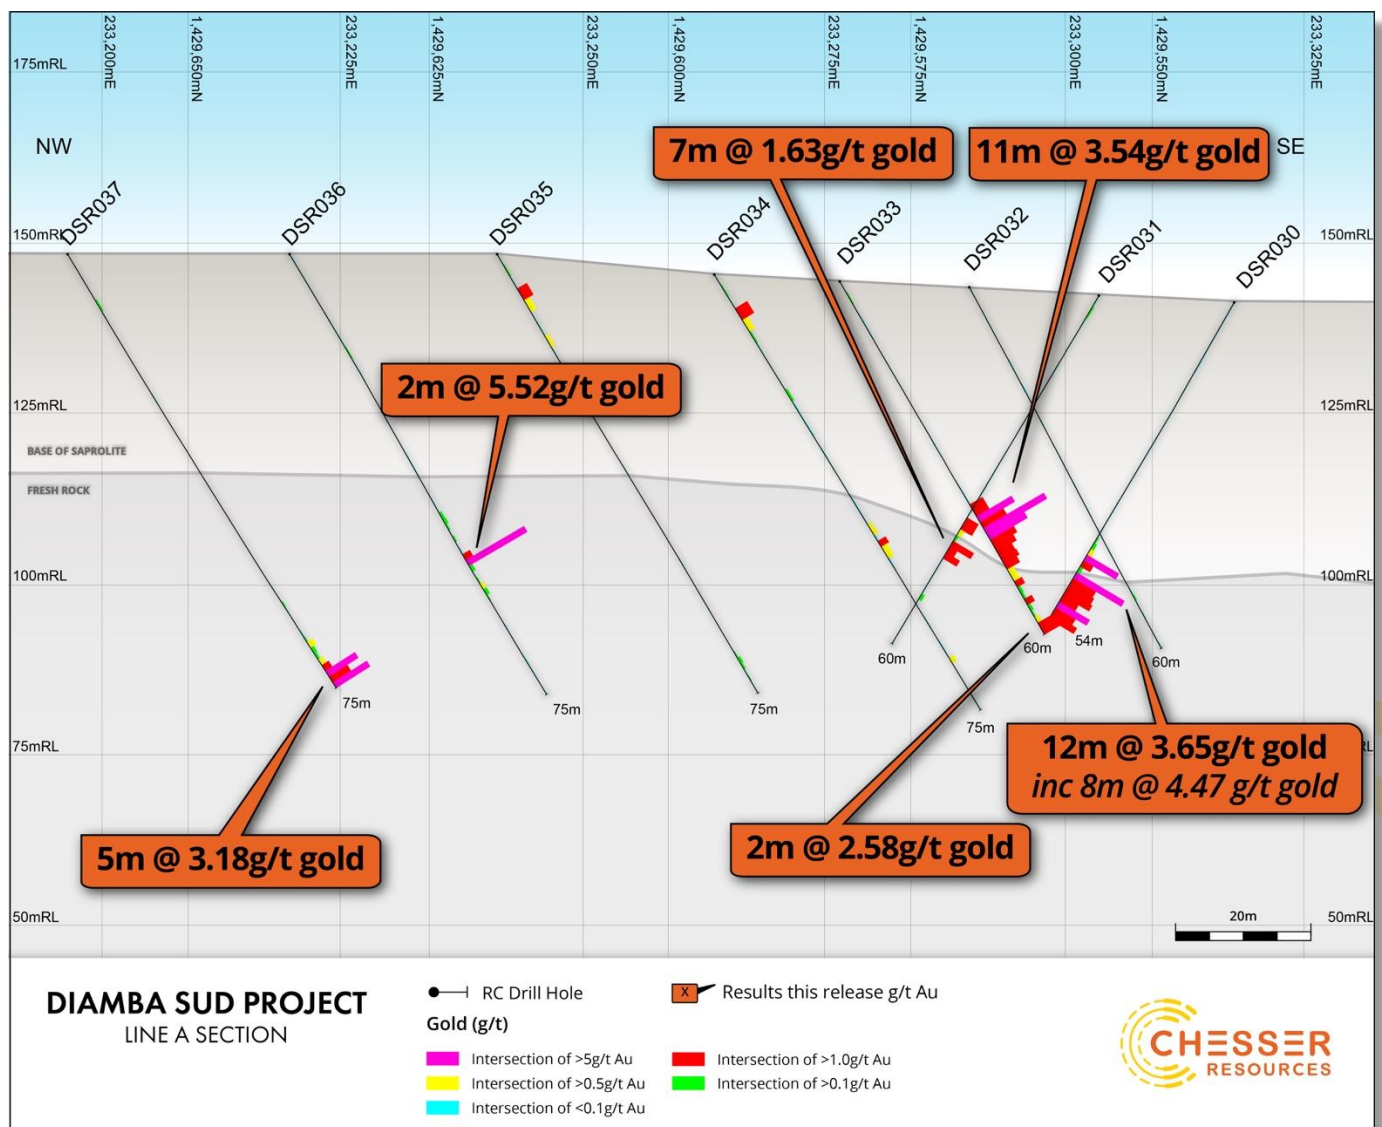 233,200mE
1,429,650mN
233,225mE
1,429,625mN
233,250mE
1,429,600mN
233,275mE
1,429,575mN
233,300mE
1,429,550mN
233,325mE
175mRL
NW
7m @ 1.63g/t gold
11m @ 3.54g/t gold
SE
DSR037
DSR036
DSR035
DSR034
DSR033
DSR032
DSR031
DSR030
150mRL
150mRL
2m @ 5.52g/t gold
125mRL
125mRL
BASE OF SAPROLITE
FRESH ROCK
100mRL
100mRL
60m
60m
54m
60m
75m
75m
75m
75m
12m @ 3.65g/t gold
inc 8m @ 4.47 g/t gold
75mRL
RL
5m @ 3.18g/t gold
2m @ 2.58g/t gold
50mRL
20m
50mRL
DIAMBA SUD PROJECT
LINE A SECTION
RC Drill Hole
X
Results this release g/t Au
Gold (g/t)
Intersection of >5g/t Au
Intersection of >1.0g/t Au
Intersection of >0.5g/t Au
Intersection of >0.1g/t Au
Intersection of <0.1g/t Au
CHESSER
RESOURCES